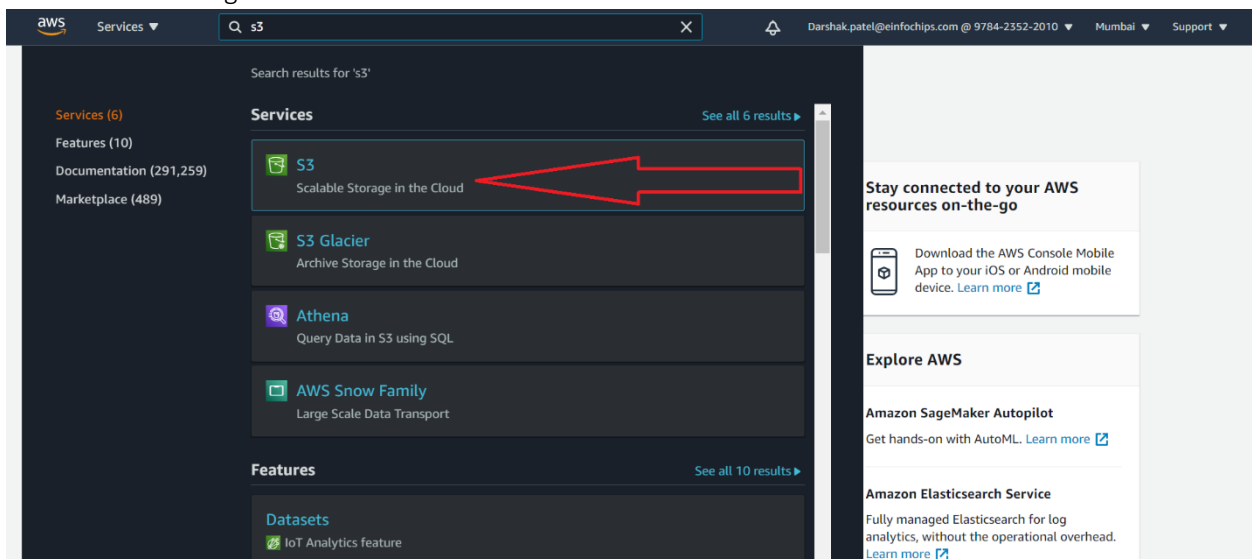 aws
Services ▼
s3
Darshak.patel@einfochips.com @ 9784-2352-2010 ▼
Mumbai ▼
Support ▼
Search results for 's3'
Services (6)
Features (10)
Documentation (291,259)
Marketplace (489)
Services
See all 6 results ▶
S3
Scalable Storage in the Cloud
S3 Glacier
Archive Storage in the Cloud
Athena
Query Data in S3 using SQL
AWS Snow Family
Large Scale Data Transport
Features
See all 10 results ▶
Datasets
IoT Analytics feature
Stay connected to your AWS
resources on-the-go
Download the AWS Console Mobile
App to your iOS or Android mobile
device. Learn more
Explore AWS
Amazon SageMaker Autopilot
Get hands-on with AutoML. Learn more
Amazon Elasticsearch Service
Fully managed Elasticsearch for log
analytics, without the operational overhead.
Learn more